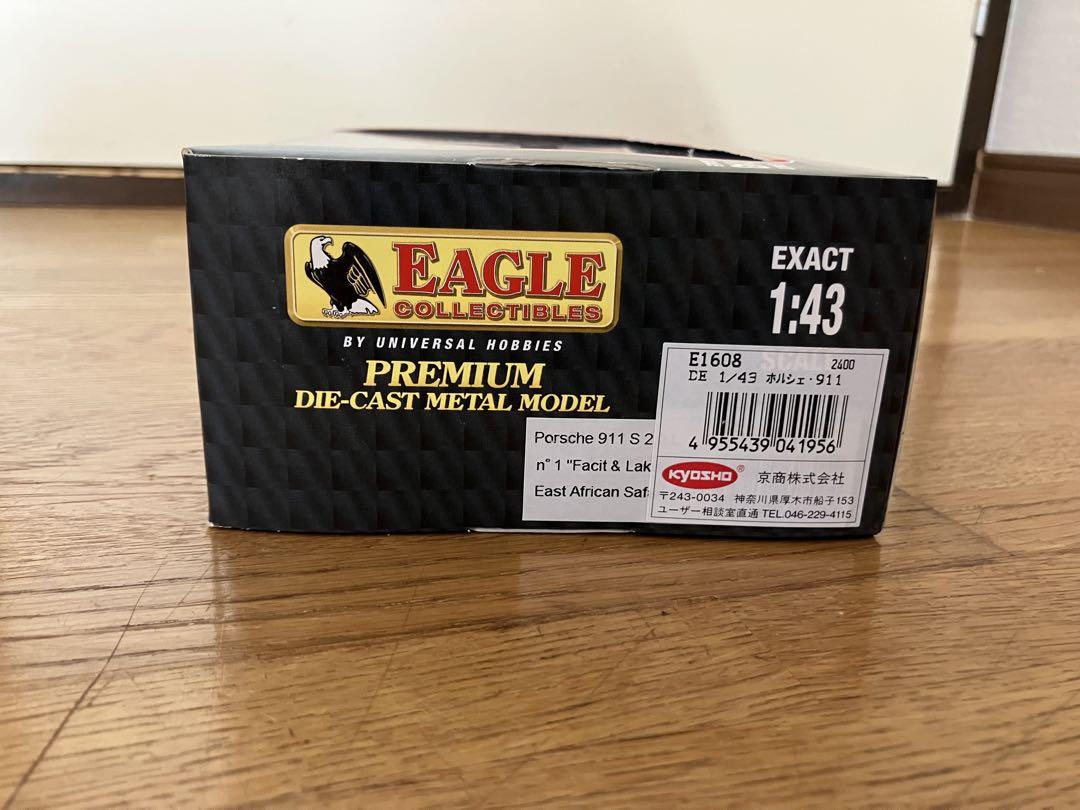 EAGLE
COLLECTIBLES
BY UNIVERSAL HOBBIES
PREMIUM
DIE-CAST METAL MODEL
EXACT
1:43
SCALE
Porsche 911 S 2
n° 1 "Facit & Lak
East African Saf
E1608 2400
DE 1/43 ポルシェ・911
4 955439 041956
KYOSHO 京商株式会社
〒243-0034 神奈川県厚木市船子153
ユーザー相談室直通 TEL.046-229-4115